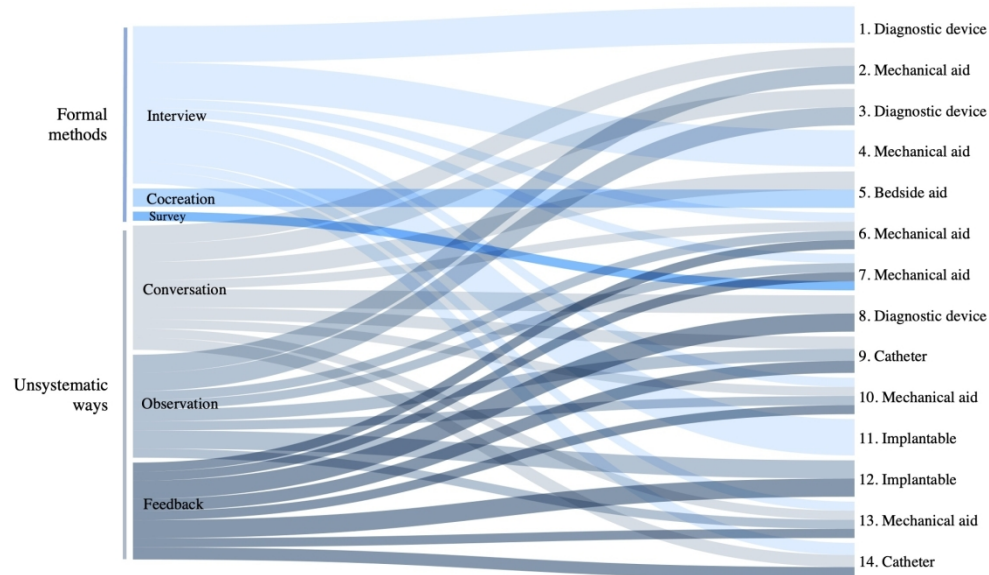 Formal
methods
Interview
Cocreation
Survey
Unsystematic
ways
Conversation
Observation
Feedback
1. Diagnostic device
2. Mechanical aid
3. Diagnostic device
4. Mechanical aid
5. Bedside aid
6. Mechanical aid
7. Mechanical aid
8. Diagnostic device
9. Catheter
10. Mechanical aid
11. Implantable
12. Implantable
13. Mechanical aid
14. Catheter